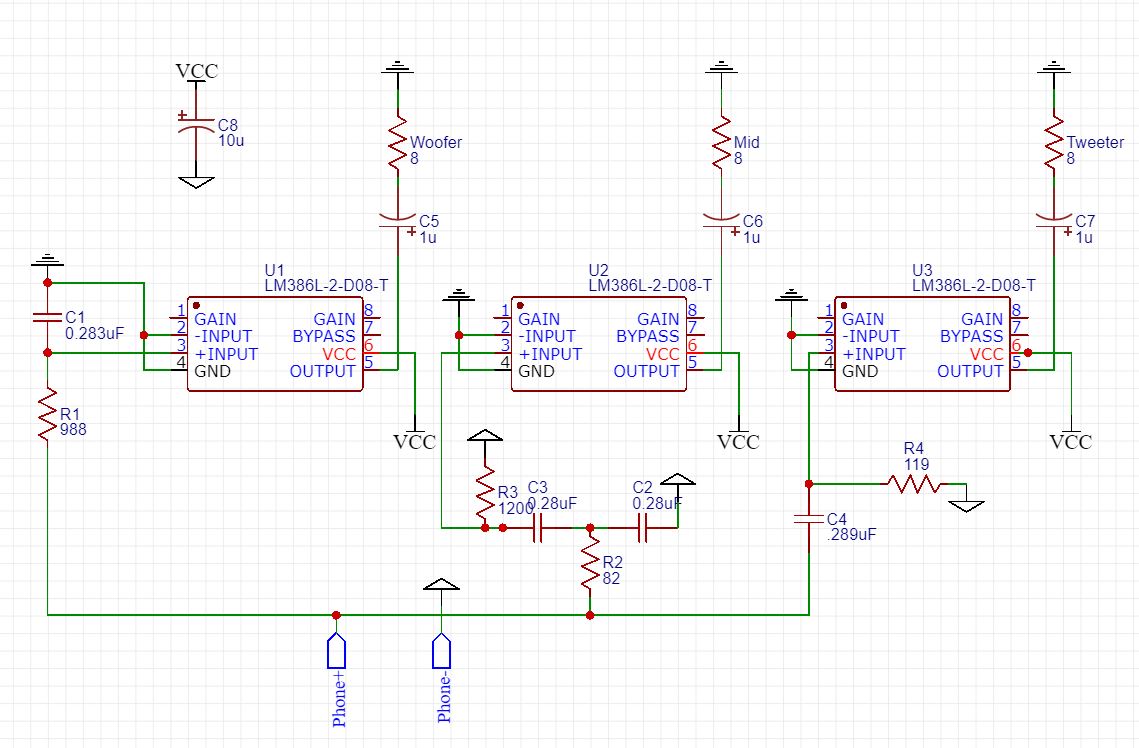 VCC
C8
10u
Woofer
8
C5
1u
Mid
8
C6
1u
Tweeter
8
C7
1u
C1
0.283uF
R1
988
U1
LM386L-2-D08-T
1 GAIN GAIN 8
2 -INPUT BYPASS 7
3 +INPUT VCC 6
4 GND OUTPUT 5
VCC
U2
LM386L-2-D08-T
1 GAIN GAIN 8
2 -INPUT BYPASS 7
3 +INPUT VCC 6
4 GND OUTPUT 5
VCC
U3
LM386L-2-D08-T
1 GAIN GAIN 8
2 -INPUT BYPASS 7
3 +INPUT VCC 6
4 GND OUTPUT 5
VCC
R3
1200
C3
0.28uF
C2
0.28uF
R2
82
R4
119
C4
.289uF
Phone+
Phone-